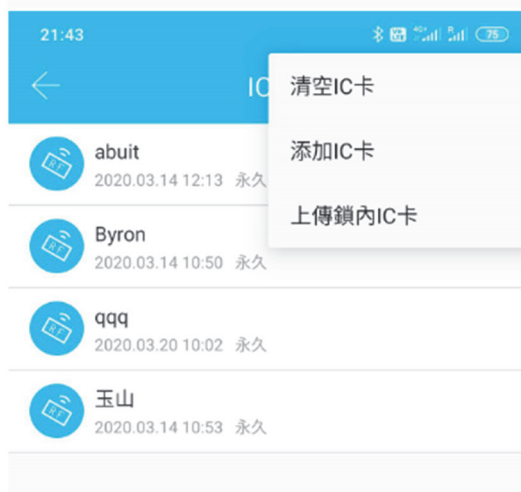 21:43
75
IC
清空IC卡
添加IC卡
上傳鎖內IC卡
abuit
2020.03.14 12:13 永久
Byron
2020.03.14 10:50 永久
qqq
2020.03.20 10:02 永久
玉山
2020.03.14 10:53 永久